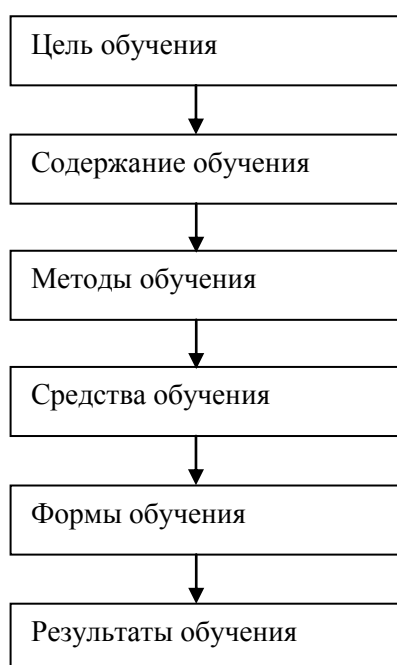 Цель обучения
Содержание обучения
Методы обучения
Средства обучения
Формы обучения
Результаты обучения